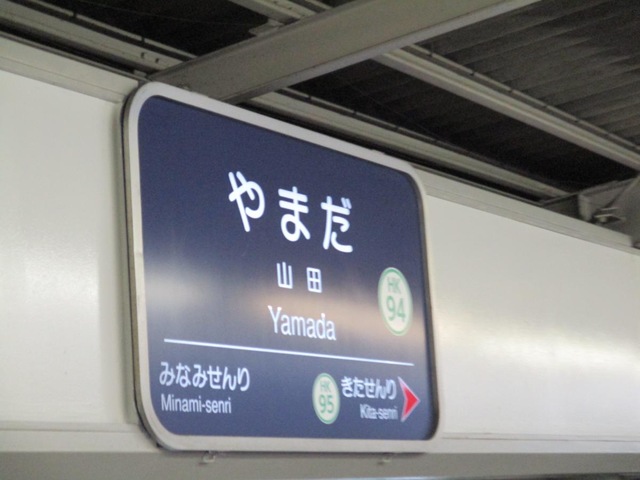 やまだ
山田
HK
94
Yamada
みなみせんり
Minami-senri
HK
95
きたせんり
Kita-senri